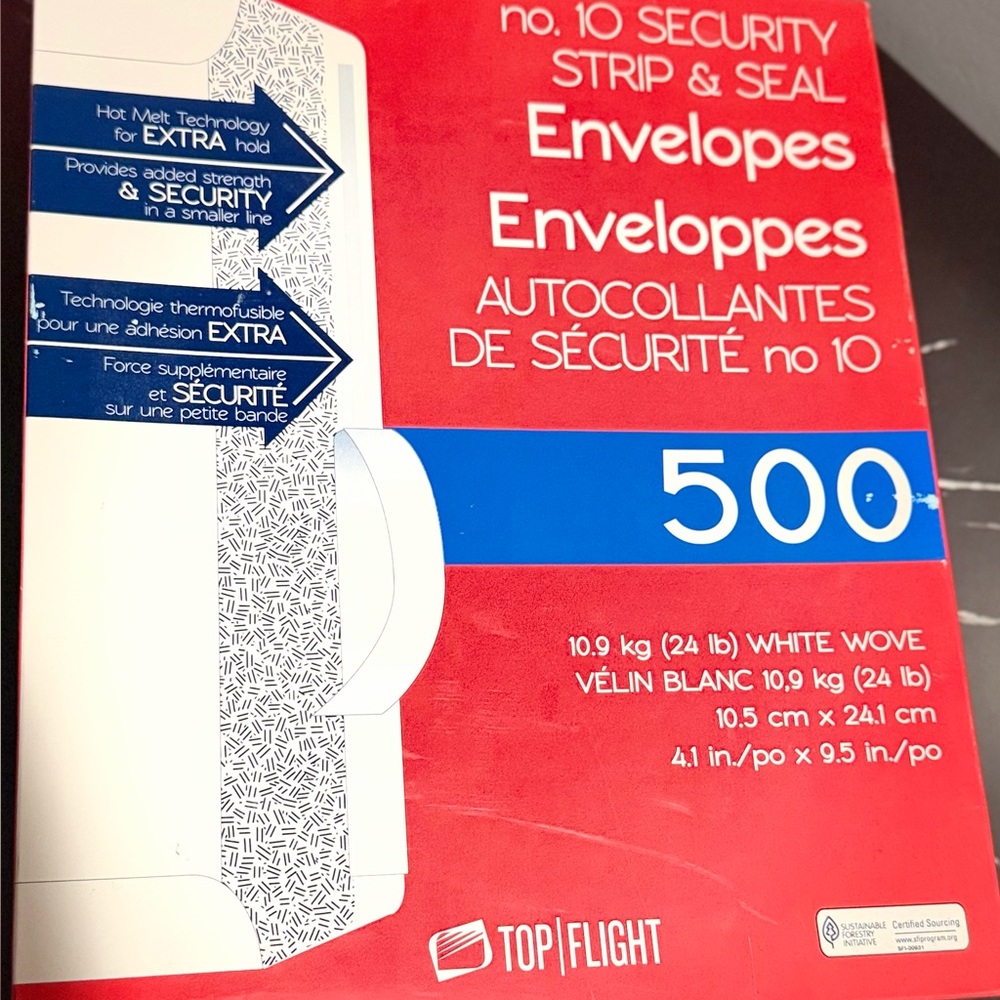 no. 10 SECURITY
STRIP & SEAL
Envelopes
Enveloppes
AUTOCOLLANTES
DE SÉCURITÉ no 10
Hot Melt Technology
for EXTRA hold
Provides added strength
& SECURITY
in a smaller line
Technologie thermofusible
pour une adhésion EXTRA
Force supplémentaire
et SÉCURITÉ
sur une petite bande
500
10.9 kg (24 lb) WHITE WOVE
VÉLIN BLANC 10,9 kg (24 lb)
10.5 cm x 24.1 cm
4.1 in./po x 9.5 in./po
TOP|FLIGHT
SUSTAINABLE
FORESTRY
INITIATIVE
Certified Sourcing
www.sfiprogram.org
SFI-00631